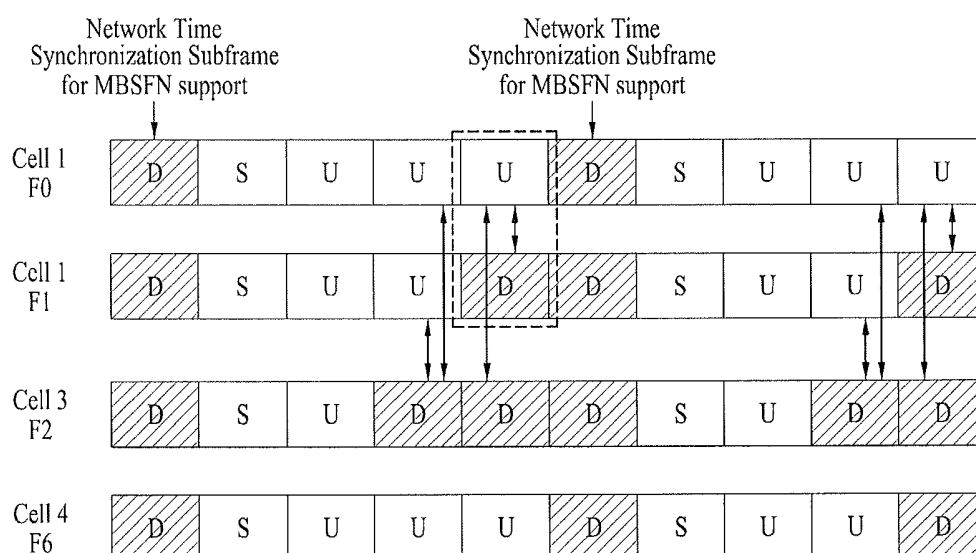 Network Time
Synchronization Subframe
for MBSFN support
Network Time
Synchronization Subframe
for MBSFN support
Cell 1
F0
D S U U U D S U U U
Cell 1
F1
D S U U D D S U U D
Cell 3
F2
D S U D D D S U D D
Cell 4
F6
D S U U U D S U U D